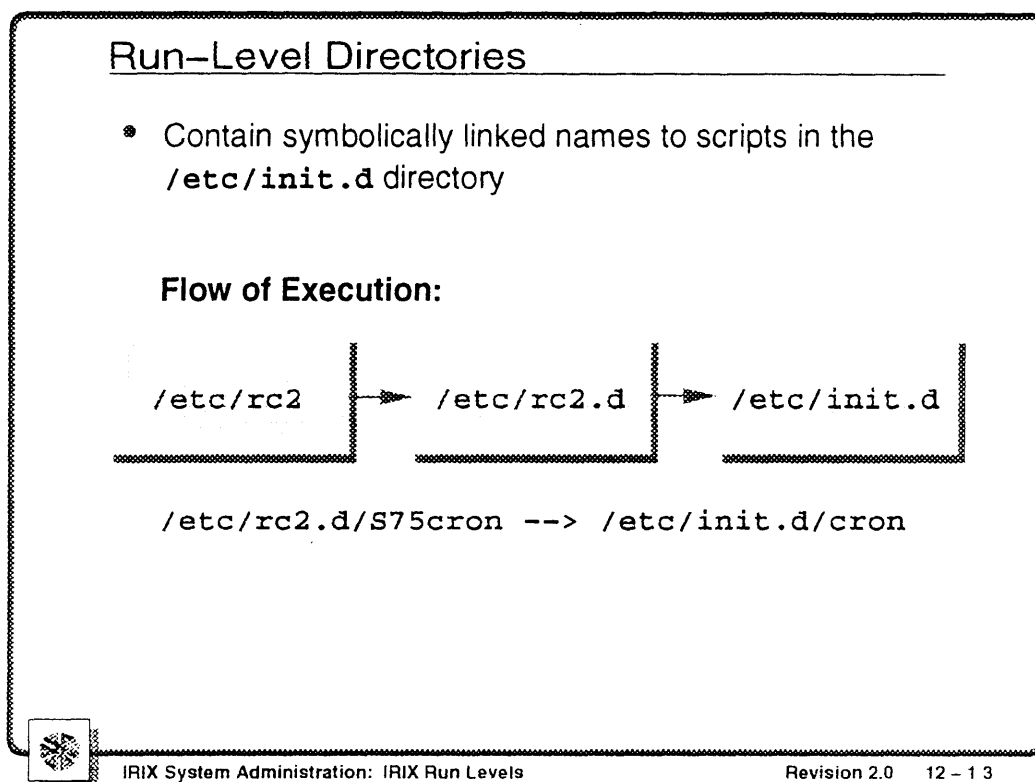 Run–Level Directories
• Contain symbolically linked names to scripts in the
/etc/init.d directory
Flow of Execution:
/etc/rc2 /etc/rc2.d /etc/init.d
/etc/rc2.d/S75cron --> /etc/init.d/cron
IRIX System Administration: IRIX Run Levels Revision 2.0 12 – 1 3